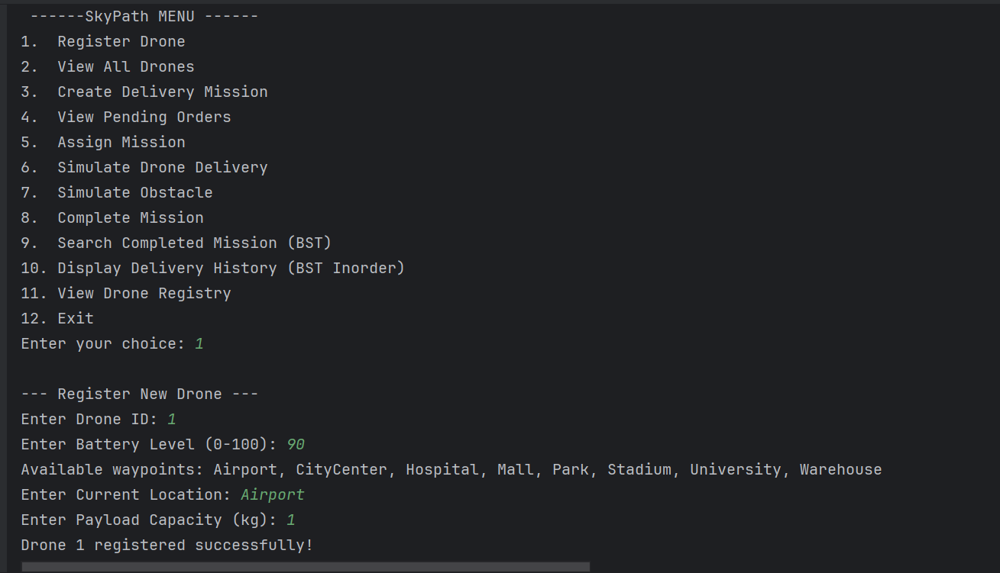 ------SkyPath MENU ------
1.  Register Drone
2.  View All Drones
3.  Create Delivery Mission
4.  View Pending Orders
5.  Assign Mission
6.  Simulate Drone Delivery
7.  Simulate Obstacle
8.  Complete Mission
9.  Search Completed Mission (BST)
10. Display Delivery History (BST Inorder)
11. View Drone Registry
12. Exit
Enter your choice: 1
--- Register New Drone ---
Enter Drone ID: 1
Enter Battery Level (0-100): 90
Available waypoints: Airport, CityCenter, Hospital, Mall, Park, Stadium, University, Warehouse
Enter Current Location: Airport
Enter Payload Capacity (kg): 1
Drone 1 registered successfully!